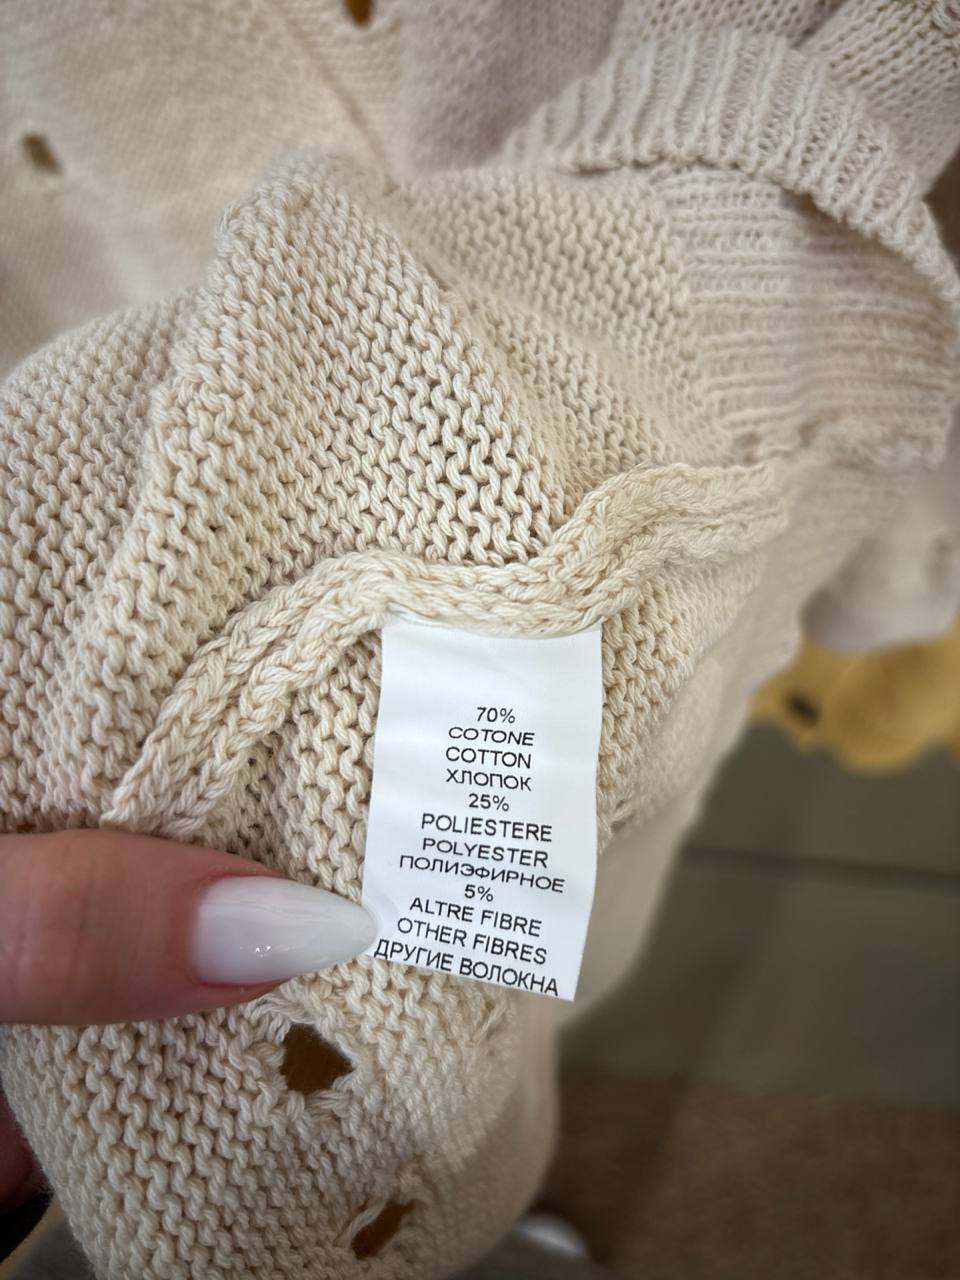 70%
COTONE
COTTON
ХЛОПОК
25%
POLIESTERE
POLYESTER
ПОЛИЭФИРНОЕ
5%
ALTRE FIBRE
OTHER FIBRES
ДРУГИЕ ВОЛОКНА